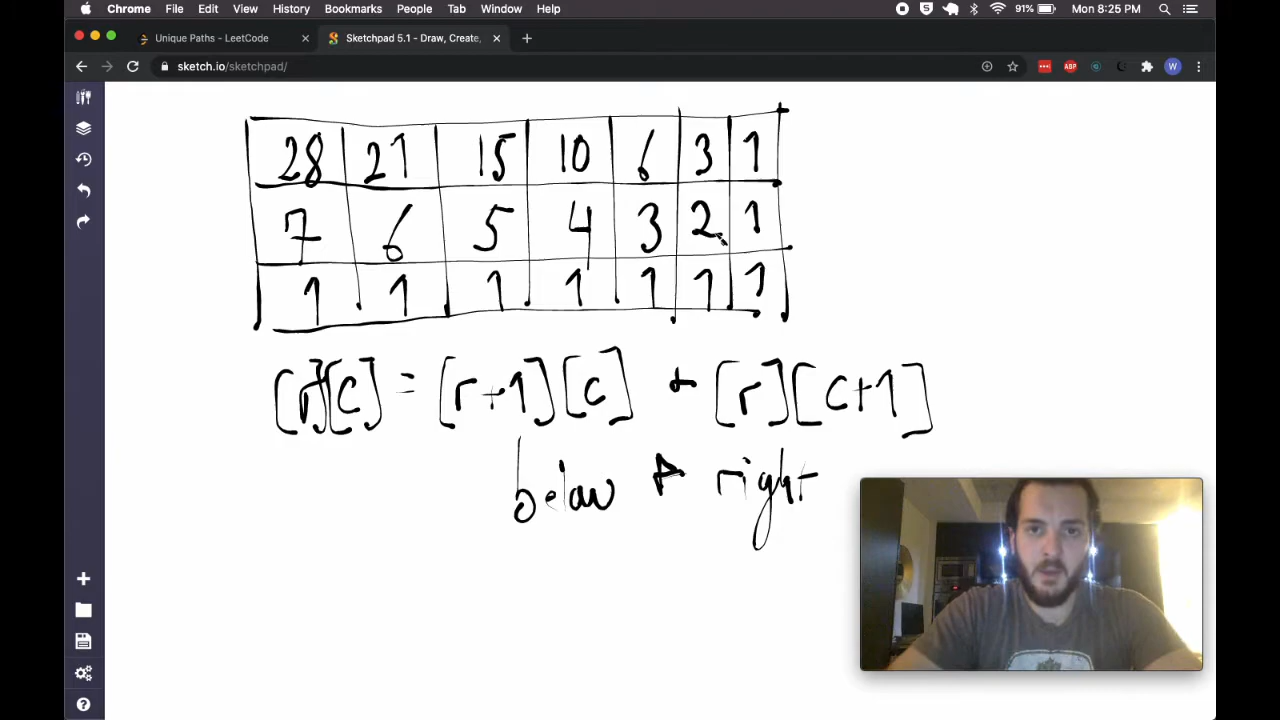 Chrome File Edit View History Bookmarks People Tab Window Help 91% Mon 8:25 PM
Unique Paths - LeetCode Sketchpad 5.1 - Draw, Create,
sketch.io/sketchpad/ ABP W
28 21 15 10 6 3 1
7 6 5 4 3 2 1
1 1 1 1 1 1 1
[r][c] = [r+1][c] + [r][c+1]
below + right